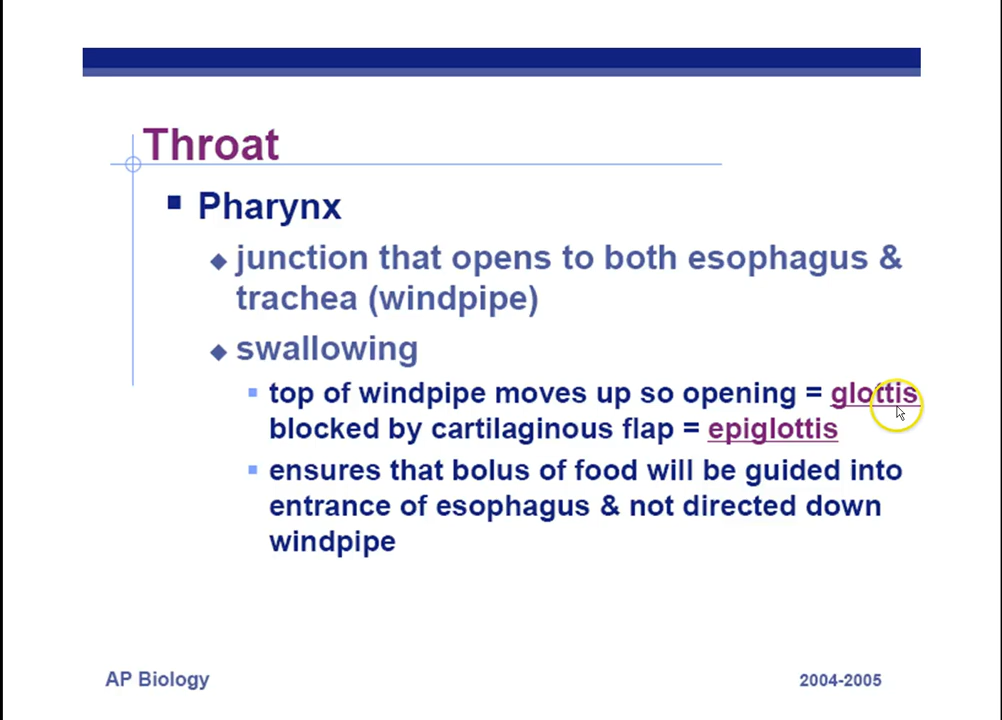 Throat
Pharynx
junction that opens to both esophagus &
trachea (windpipe)
swallowing
top of windpipe moves up so opening = glottis
blocked by cartilaginous flap = epiglottis
ensures that bolus of food will be guided into
entrance of esophagus & not directed down
windpipe
AP Biology
2004-2005